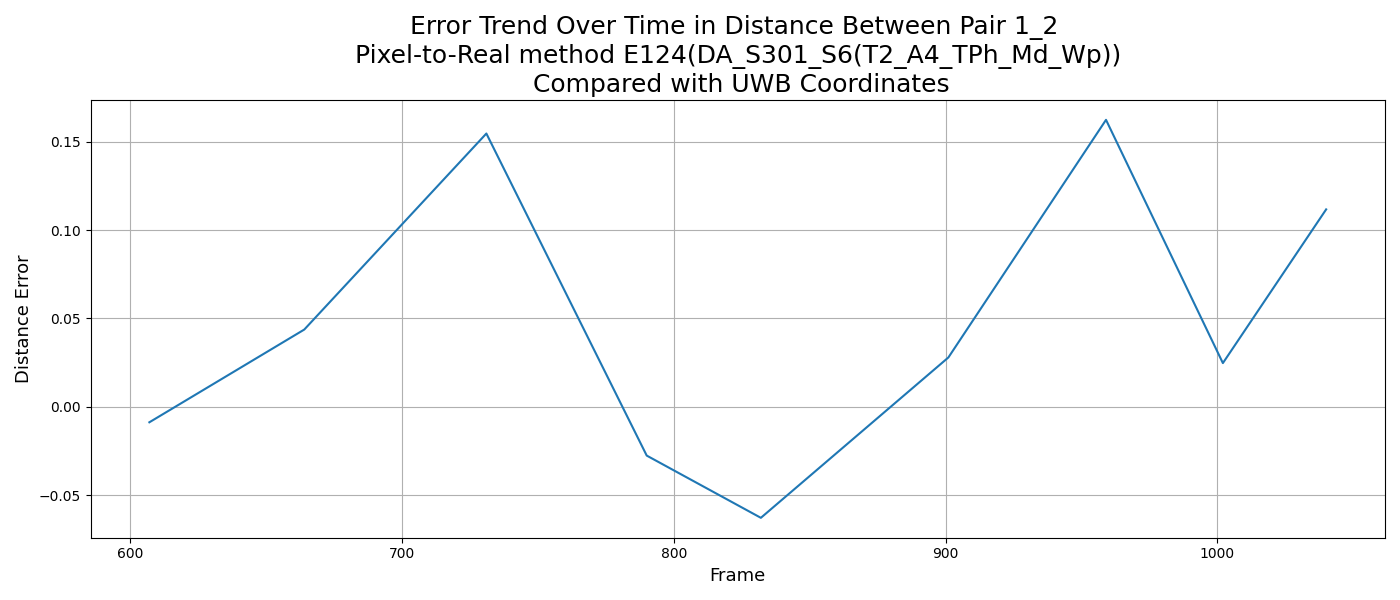 Error Trend Over Time in Distance Between Pair 1_2
Pixel-to-Real method E124(DA_S301_S6(T2_A4_TPh_Md_Wp))
Compared with UWB Coordinates
0.15
0.10
0.05
0.00
−0.05
Distance Error
600 700 800 900 1000
Frame